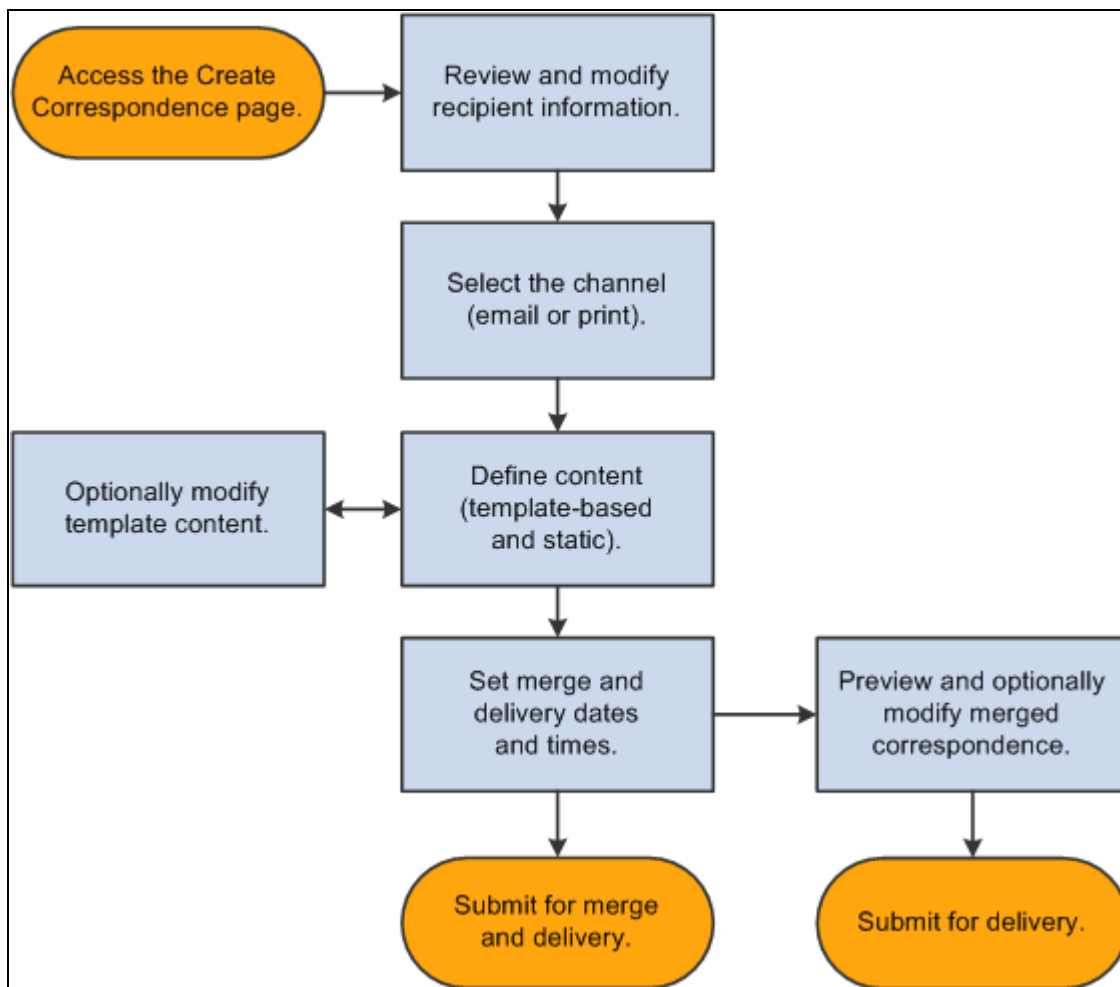 Access the Create
Correspondence page.
Review and modify
recipient information.
Select the channel
(email or print).
Optionally modify
template content.
Define content
(template-based
and static).
Set merge and
delivery dates
and times.
Preview and optionally
modify merged
correspondence.
Submit for merge
and delivery.
Submit for delivery.